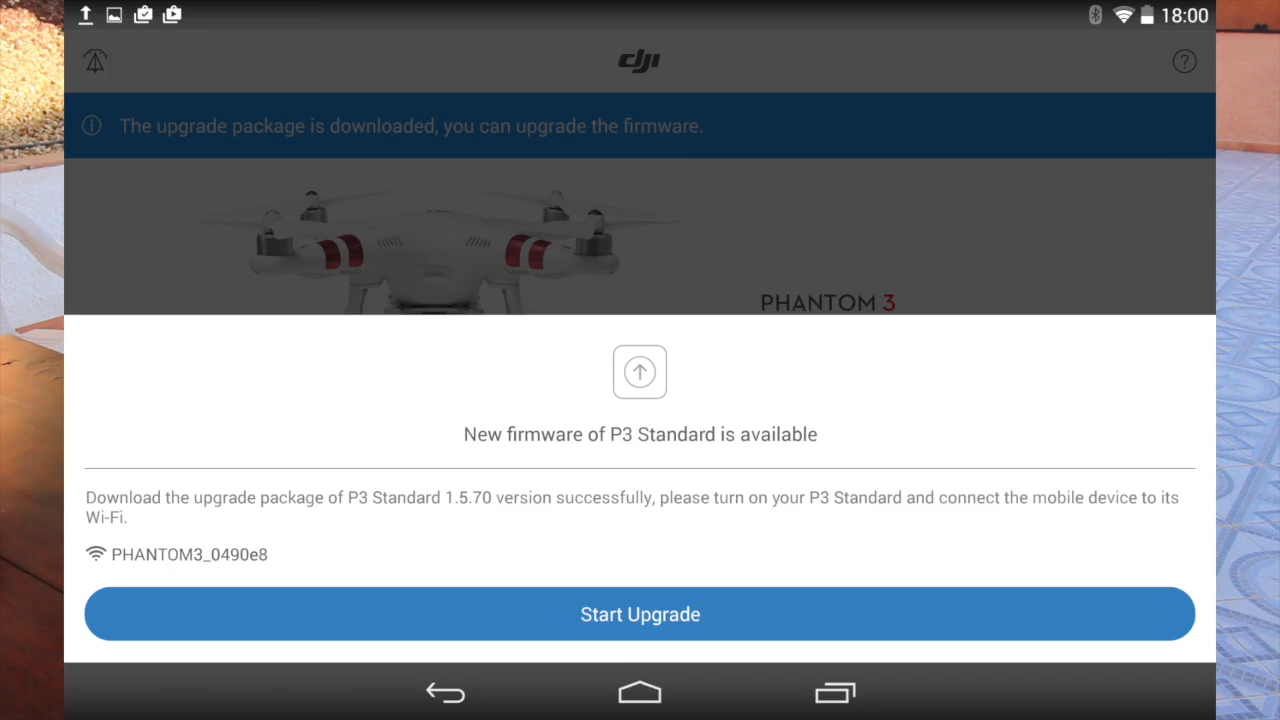 18:00
dji
The upgrade package is downloaded, you can upgrade the firmware.
PHANTOM 3
New firmware of P3 Standard is available
Download the upgrade package of P3 Standard 1.5.70 version successfully, please turn on your P3 Standard and connect the mobile device to its
Wi-Fi.
PHANTOM3_0490e8
Start Upgrade